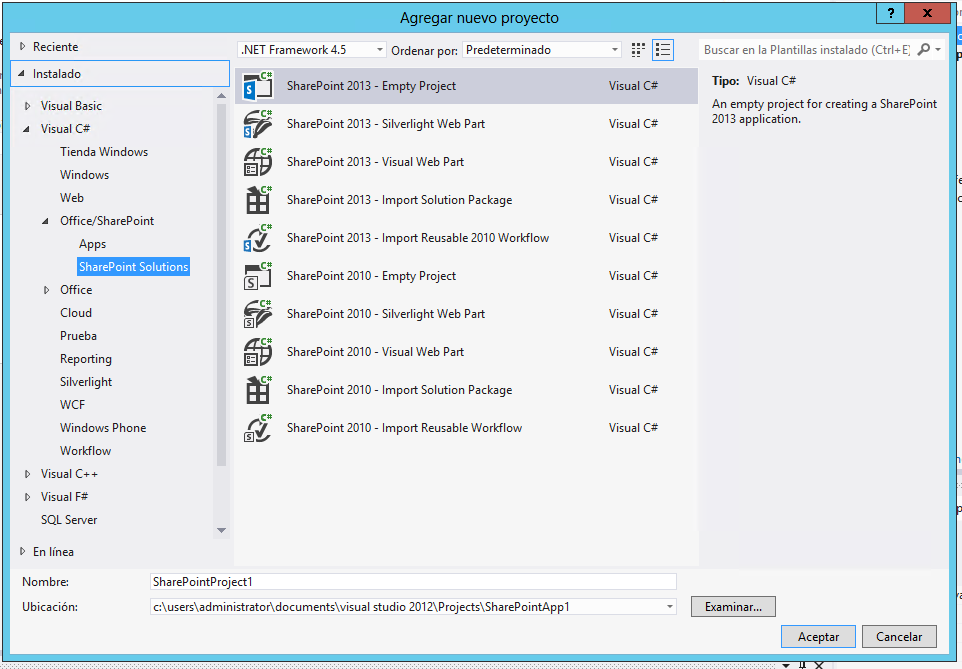 Agregar nuevo proyecto
?
x
Reciente
Instalado
Visual Basic
Visual C#
Tienda Windows
Windows
Web
Office/SharePoint
Apps
SharePoint Solutions
Office
Cloud
Prueba
Reporting
Silverlight
WCF
Windows Phone
Workflow
Visual C++
Visual F#
SQL Server
En línea
.NET Framework 4.5
Ordenar por: Predeterminado
SharePoint 2013 - Empty Project Visual C#
SharePoint 2013 - Silverlight Web Part Visual C#
SharePoint 2013 - Visual Web Part Visual C#
SharePoint 2013 - Import Solution Package Visual C#
SharePoint 2013 - Import Reusable 2010 Workflow Visual C#
SharePoint 2010 - Empty Project Visual C#
SharePoint 2010 - Silverlight Web Part Visual C#
SharePoint 2010 - Visual Web Part Visual C#
SharePoint 2010 - Import Solution Package Visual C#
SharePoint 2010 - Import Reusable Workflow Visual C#
Buscar en la Plantillas instalado (Ctrl+E)
Tipo: Visual C#
An empty project for creating a SharePoint
2013 application.
Nombre: SharePointProject1
Ubicación: c:\users\administrator\documents\visual studio 2012\Projects\SharePointApp1
Examinar...
Aceptar
Cancelar